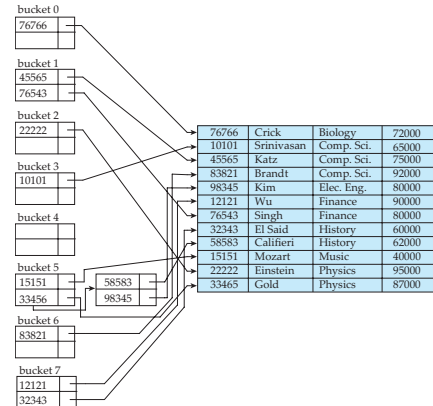 bucket 0
76766
bucket 1
45565
76543
bucket 2
22222
bucket 3
10101
bucket 4
bucket 5
15151
33456
58583
98345
bucket 6
83821
bucket 7
12121
32343
76766 Crick Biology 72000
10101 Srinivasan Comp. Sci. 65000
45565 Katz Comp. Sci. 75000
83821 Brandt Comp. Sci. 92000
98345 Kim Elec. Eng. 80000
12121 Wu Finance 90000
76543 Singh Finance 80000
32343 El Said History 60000
58583 Califieri History 62000
15151 Mozart Music 40000
22222 Einstein Physics 95000
33465 Gold Physics 87000